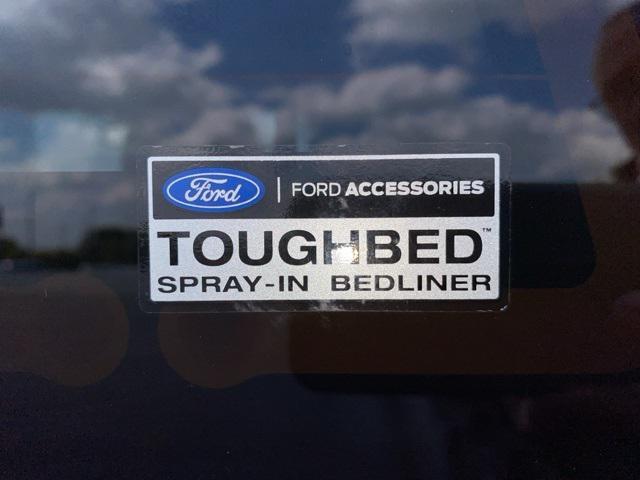 Ford | FORD ACCESSORIES
TOUGHBED™
SPRAY-IN BEDLINER